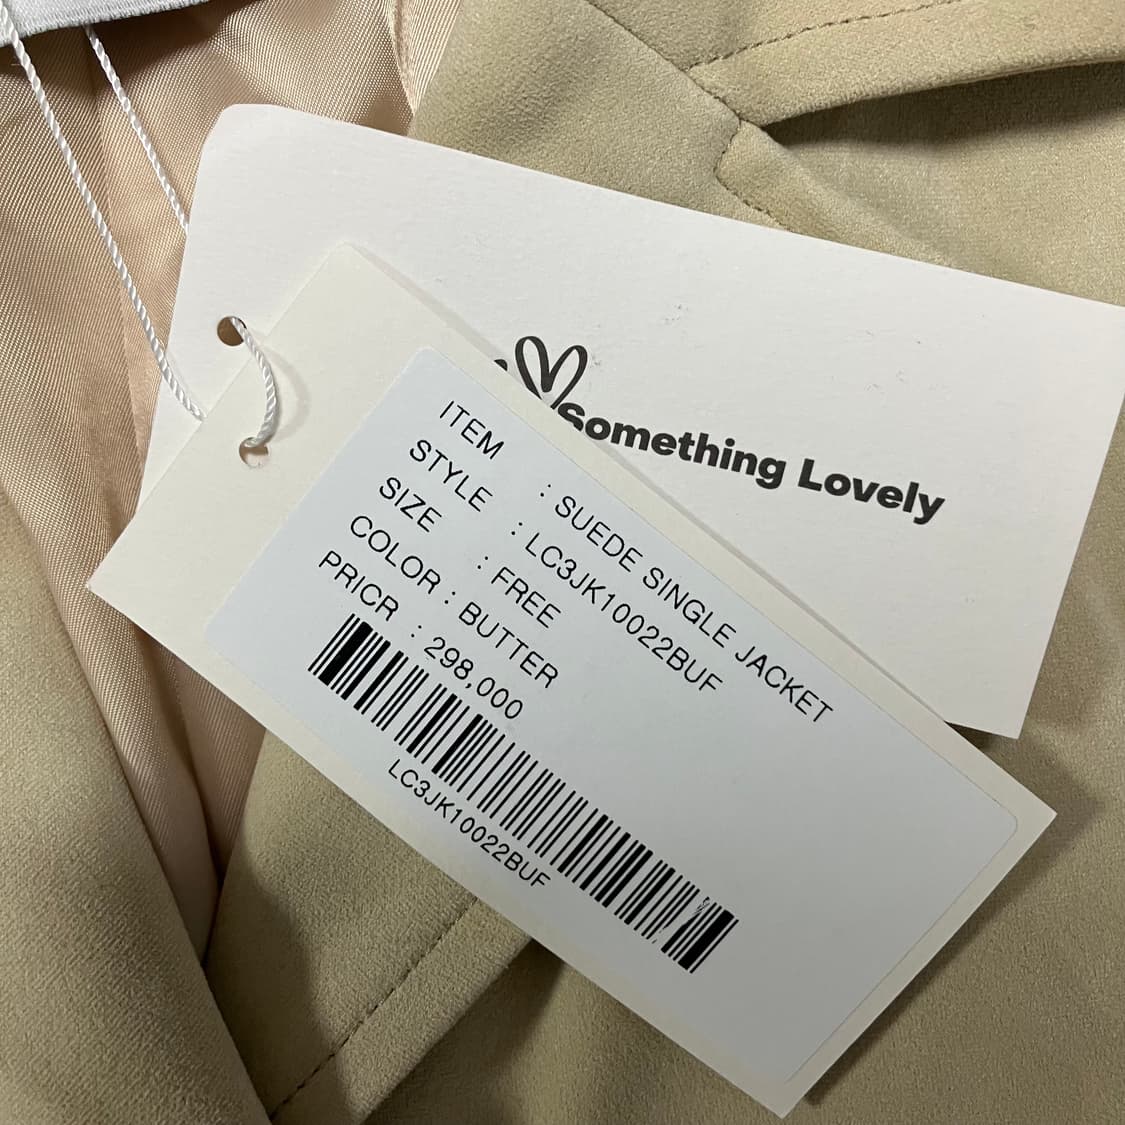 something Lovely
ITEM : SUEDE SINGLE JACKET
STYLE : LC3JK10022BUF
SIZE : FREE
COLOR : BUTTER
PRICR : 298,000
LC3JK10022BUF